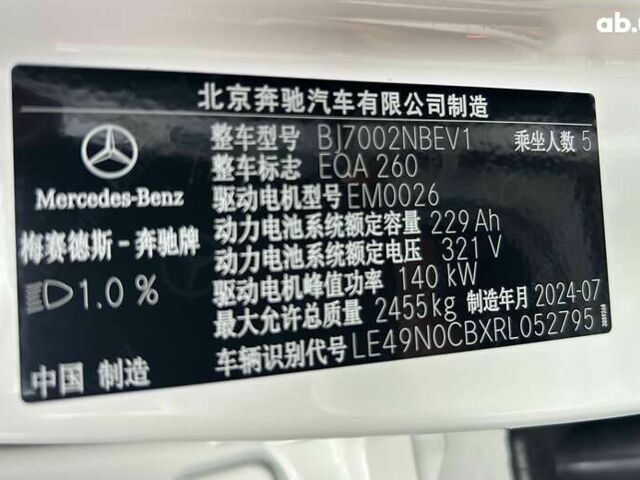 ab.
北京奔驰汽车有限公司制造
整车型号 BJ7002NBEV1 乘坐人数 5
整车标志 EQA 260
驱动电机型号 EM0026
动力电池系统额定容量 229 Ah
动力电池系统额定电压 321 V
驱动电机峰值功率 140 kW
最大允许总质量 2455kg 制造年月 2024-07
车辆识别代号 LE49N0CBXRL052795
Mercedes-Benz
梅赛德斯-奔驰牌
1.0 %
中国 制造